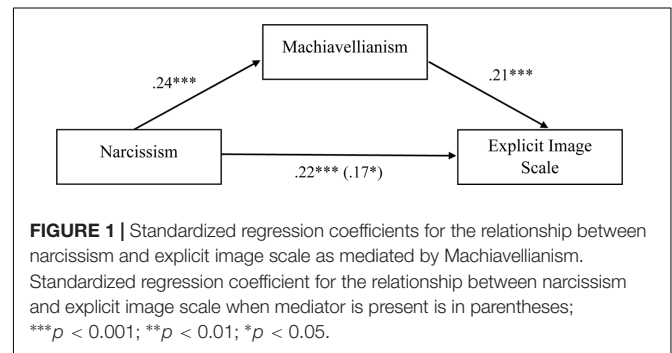 Machiavellianism
.24***
.21***
Narcissism
Explicit Image
Scale
.22*** (.17*)
FIGURE 1 | Standardized regression coefficients for the relationship between
narcissism and explicit image scale as mediated by Machiavellianism.
Standardized regression coefficient for the relationship between narcissism
and explicit image scale when mediator is present is in parentheses;
***p < 0.001; **p < 0.01; *p < 0.05.